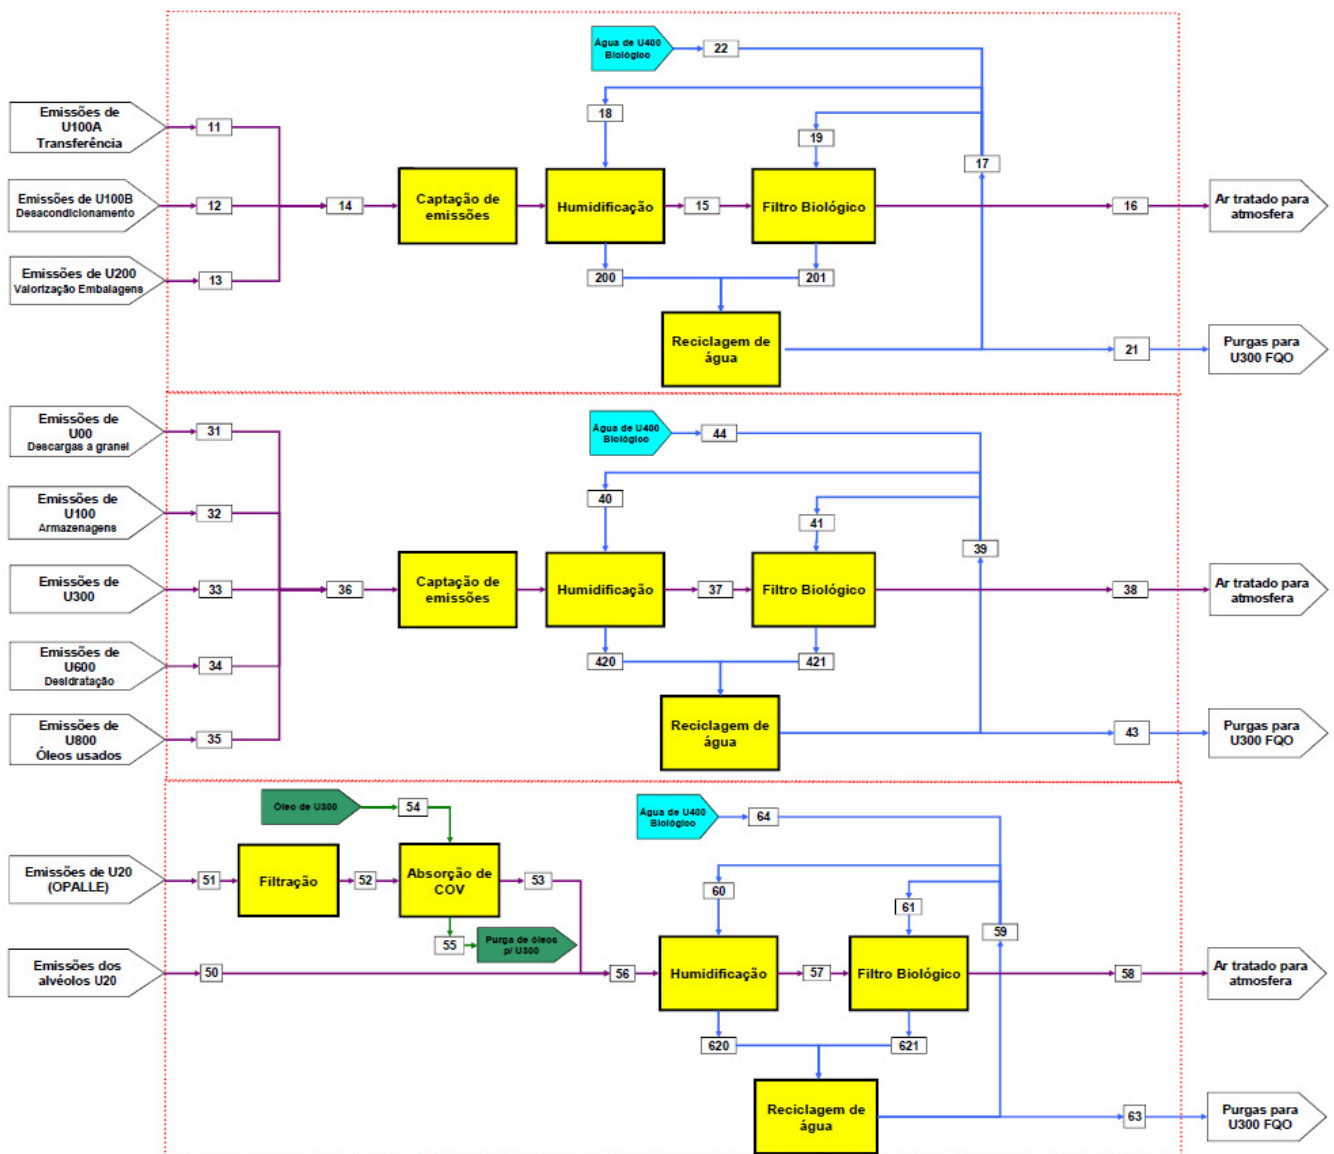 Água de U400
Biológico
22
Emissões de
U100A
Transferência
11
18
19
17
Emissões de U100B
Desacondicionamento
12
14
Captação de
emissões
Humidificação
15
Filtro Biológico
16
Ar tratado para
atmosfera
Emissões de U200
Valorização Embalagens
13
200
201
Reciclagem de
água
21
Purgas para
U300 FQO
Emissões de
U00
Descargas a granel
31
Água de U400
Biológico
44
Emissões de
U100
Armazenagens
32
40
41
39
Emissões de
U300
33
36
Captação de
emissões
Humidificação
37
Filtro Biológico
38
Ar tratado para
atmosfera
Emissões de
U600
Desidratação
34
420
421
Emissões de
U800
Óleos usados
35
Reciclagem de
água
43
Purgas para
U300 FQO
Óleo de U300
54
Água de U400
Biológico
64
Emissões de U20
(OPALLE)
51
Filtração
52
Absorção de
COV
53
60
61
59
55
Purga de óleos
p/ U300
Emissões dos
alvéolos U20
50
56
Humidificação
57
Filtro Biológico
58
Ar tratado para
atmosfera
620
621
Reciclagem de
água
63
Purgas para
U300 FQO